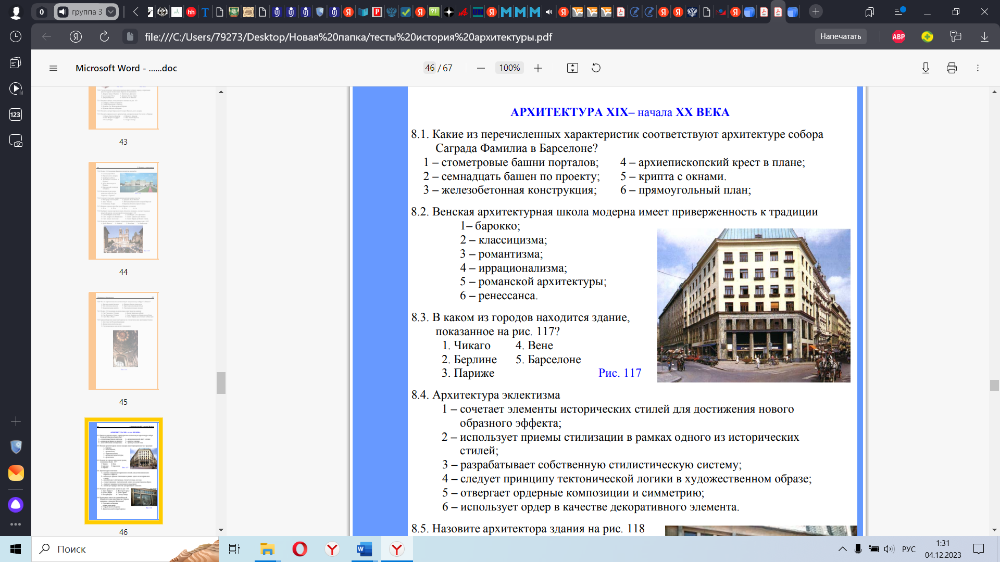 0
группа 3
file:///C:/Users/79273/Desktop/Новая%20папка/тесты%20история%20архитектуры.pdf
Напечатать
ABP
Microsoft Word - ......doc
46 / 67
100%
123
43
44
45
46
АРХИТЕКТУРА XIX– начала XX ВЕКА
8.1. Какие из перечисленных характеристик соответствуют архитектуре собора
Саграда Фамилиа в Барселоне?
1 – стометровые башни порталов; 4 – архиепископский крест в плане;
2 – семнадцать башен по проекту; 5 – крипта с окнами.
3 – железобетонная конструкция; 6 – прямоугольный план;
8.2. Венская архитектурная школа модерна имеет приверженность к традиции
1– барокко;
2 – классицизма;
3 – романтизма;
4 – иррационализма;
5 – романской архитектуры;
6 – ренессанса.
8.3. В каком из городов находится здание,
показанное на рис. 117?
1. Чикаго 4. Вене
2. Берлине 5. Барселоне
3. Париже Рис. 117
8.4. Архитектура эклектизма
1 – сочетает элементы исторических стилей для достижения нового
образного эффекта;
2 – использует приемы стилизации в рамках одного из исторических
стилей;
3 – разрабатывает собственную стилистическую систему;
4 – следует принципу тектонической логики в художественном образе;
5 – отвергает ордерные композиции и симметрию;
6 – использует ордер в качестве декоративного элемента.
8.5. Назовите архитектора здания на рис. 118
Поиск
РУС
1:31
04.12.2023